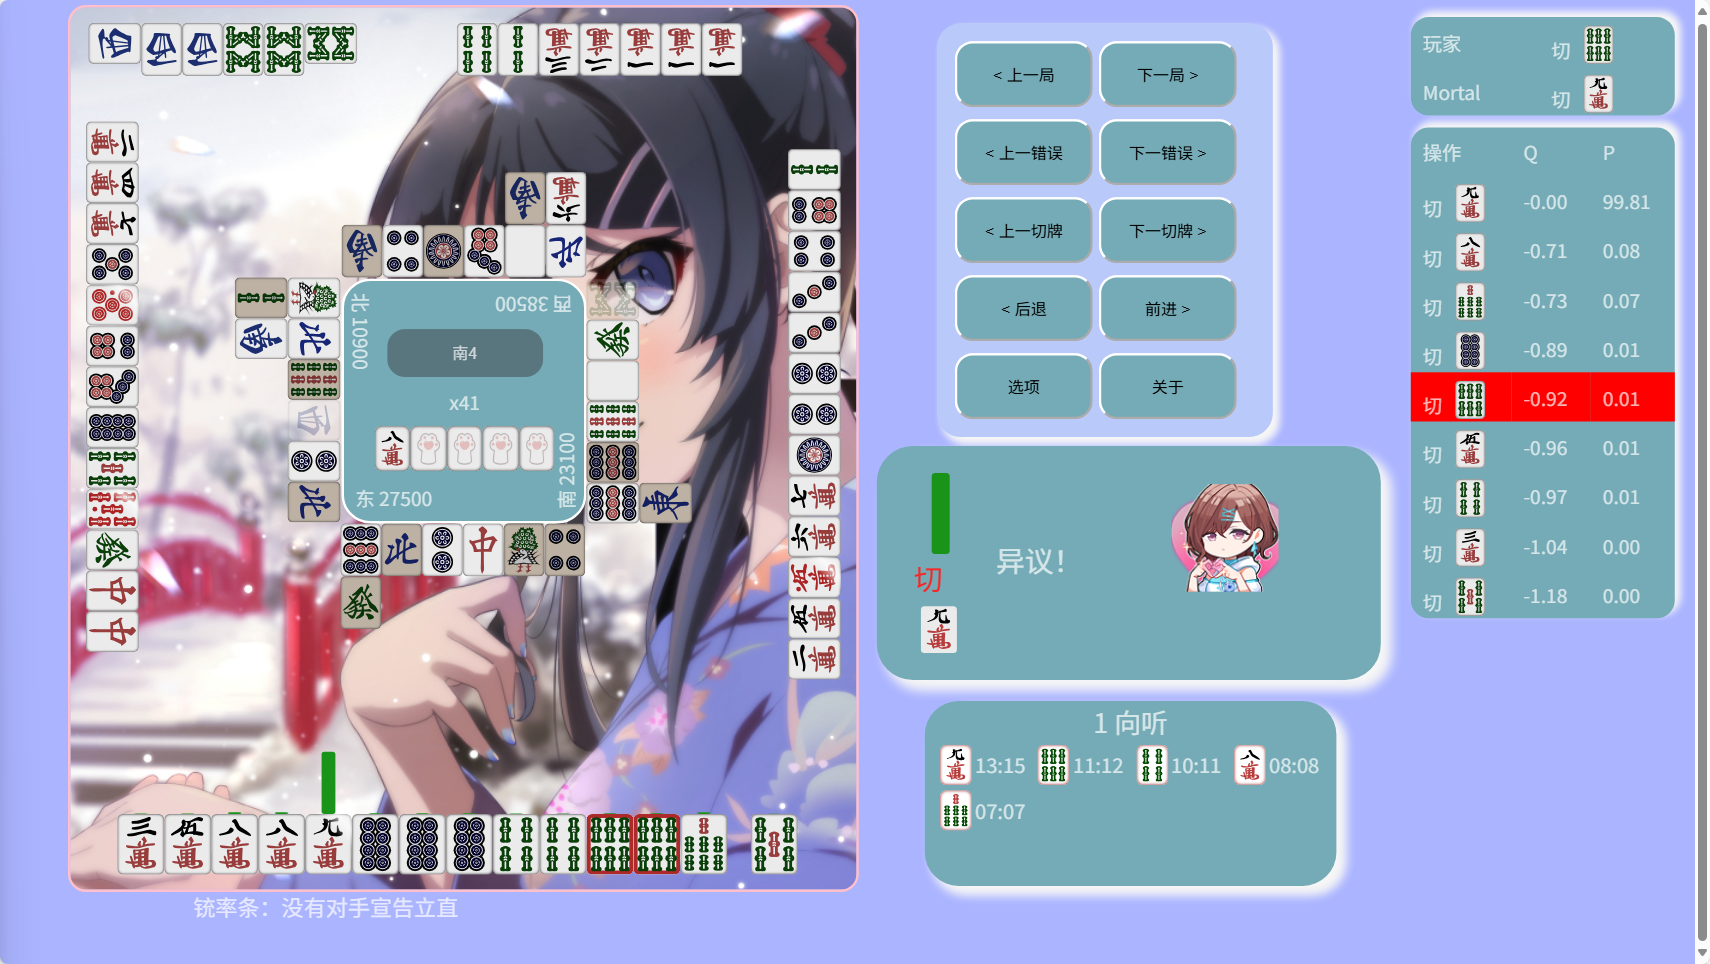 < 上一局
下一局 >
< 上一错误
下一错误 >
< 上一切牌
下一切牌 >
< 后退
前进 >
选项
关于
西 38500
北 10900
南4
x41
南 23100
东 27500
铳率条：没有对手宣告立直
切
异议！
1 向听
13:15
11:12
10:11
08:08
07:07
玩家 切
Mortal 切
操作 Q P
切 -0.00 99.81
切 -0.71 0.08
切 -0.73 0.07
切 -0.89 0.01
切 -0.92 0.01
切 -0.96 0.01
切 -0.97 0.01
切 -1.04 0.00
切 -1.18 0.00